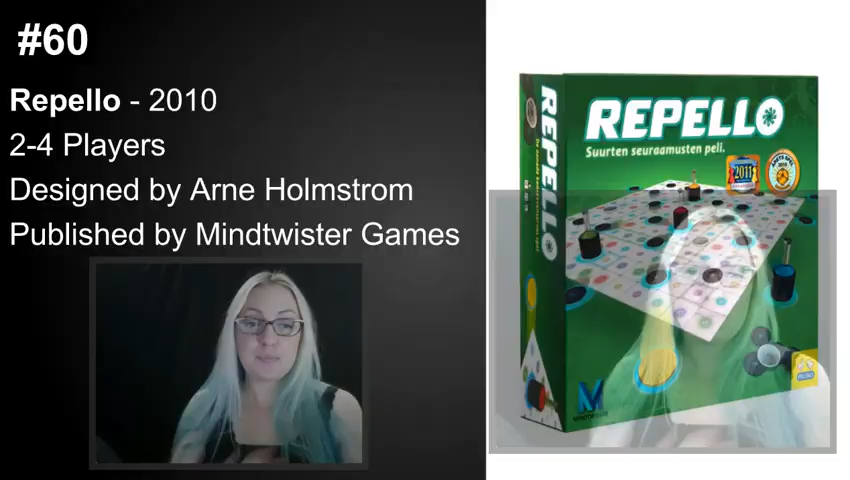 #60
Repello - 2010
2-4 Players
Designed by Arne Holmstrom
Published by Mindtwister Games
REPELLO
Suurten seuraamusten peli.
2011
REPELLO
M